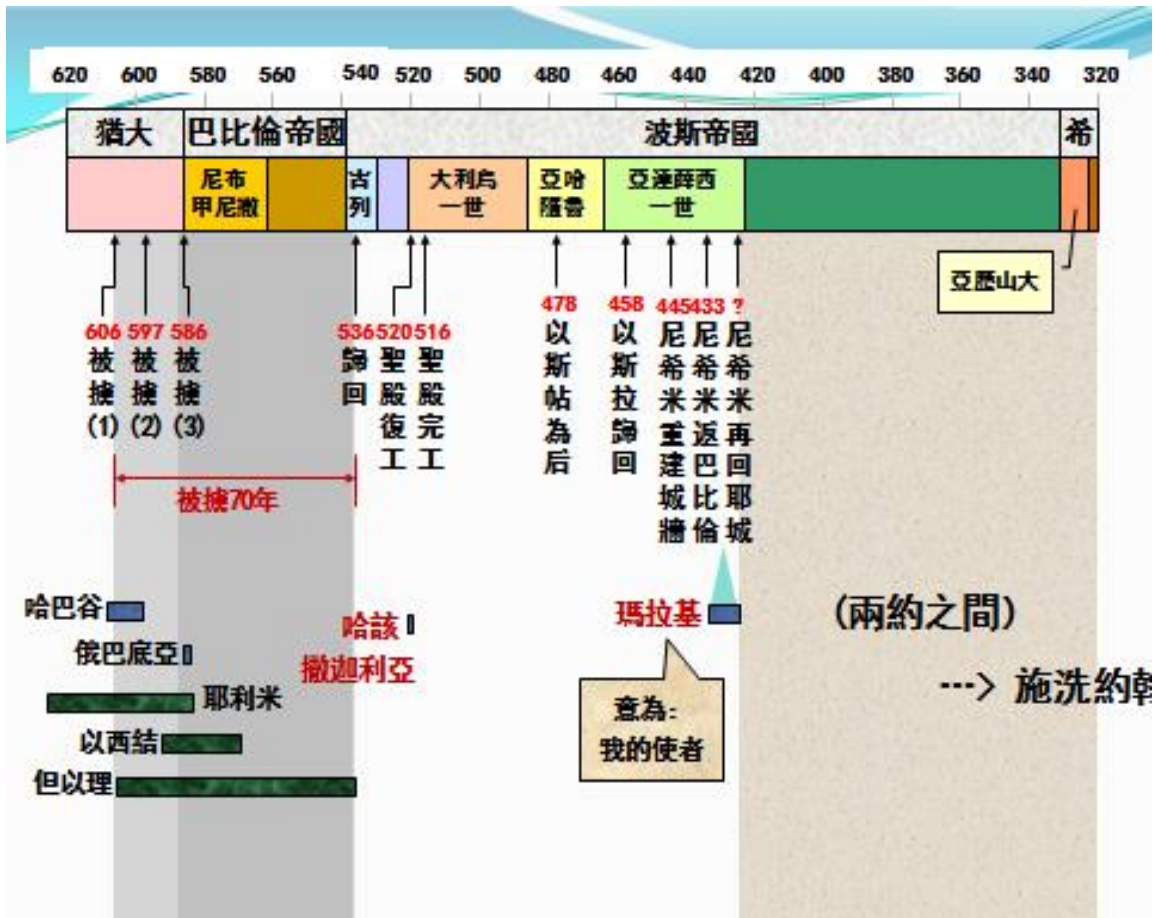 620 600 580 560 540 520 500 480 460 440 420 400 380 360 340 320
猶大 巴比倫帝國 波斯帝國 希
尼布
甲尼撒
古
列
大利烏
一世
亞哈
隨魯
亞達薛西
一世
亞歷山大
606 597 586 536 520 516 478 458 445 433 ?
被擄(1)
被擄(2)
被擄(3)
歸回
聖殿復工
聖殿完工
以斯帖為后
以斯拉歸回
尼希米重建城牆
尼希米返巴比倫
尼希米再回耶城
被擄70年
哈巴谷
哈該
瑪拉基
(兩約之間)
俄巴底亞
撒迦利亞
---> 施洗約翰
耶利米
意為:
我的使者
以西結
但以理